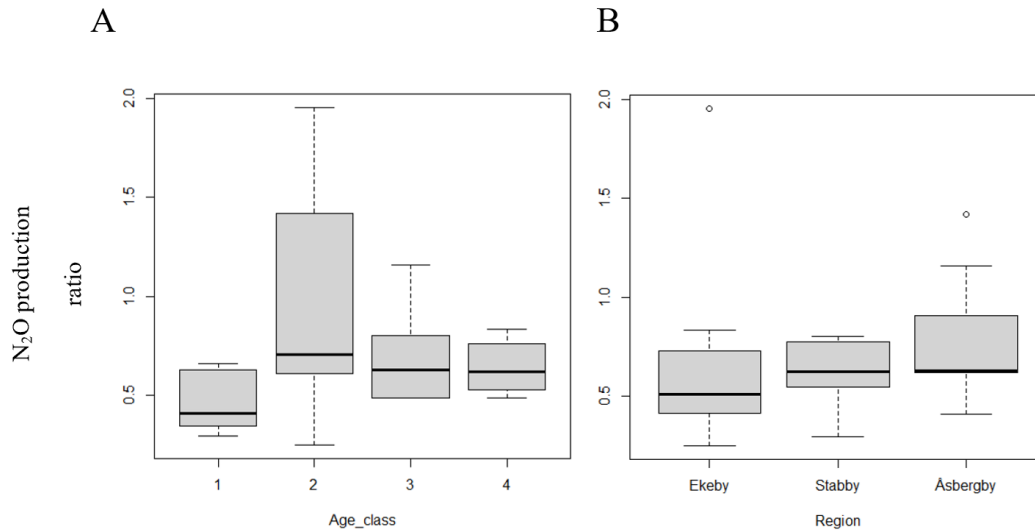 A
B
N₂O production
ratio
2.0
1.5
1.0
0.5
1 2 3 4
Age_class
2.0
1.5
1.0
0.5
Ekeby Stabby Åsbergby
Region